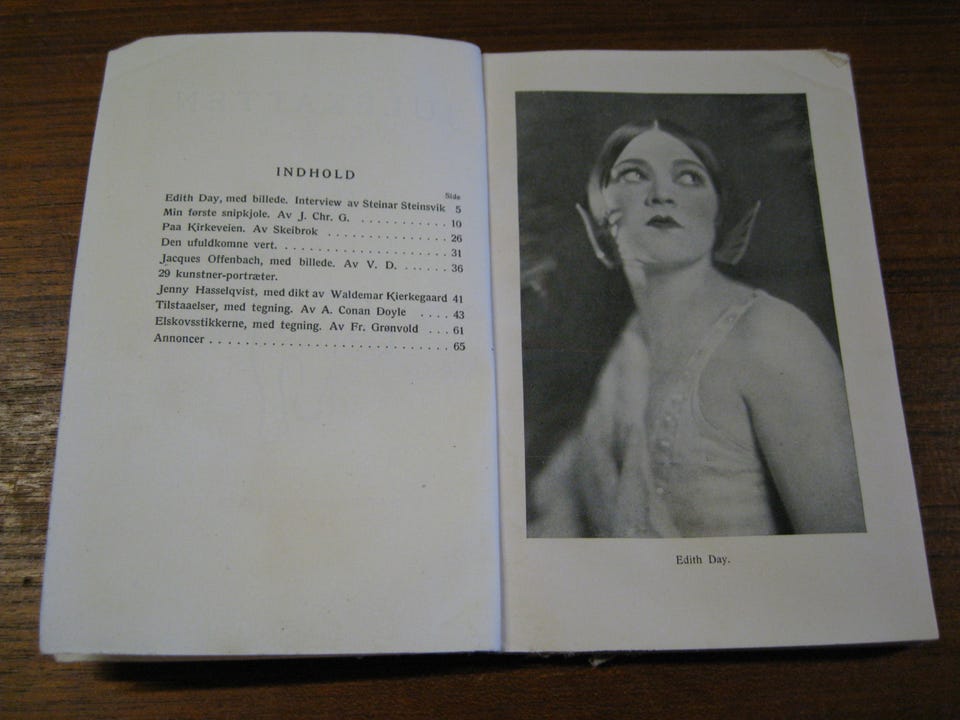 INDHOLD
Side
Edith Day, med billede. Interview av Steinar Steinsvik 5
Min første snipkjole. Av J. Chr. G. .......... 10
Paa Kirkeveien. Av Skeibrok .............. 26
Den ufuldkomne vert. .................. 31
Jacques Offenbach, med billede. Av V. D. ...... 36
29 kunstner-portræter.
Jenny Hasselqvist, med dikt av Waldemar Kierkegaard 41
Tilstaaelser, med tegning. Av A. Conan Doyle .... 43
Elskovsstikkerne, med tegning. Av Fr. Grønvold ... 61
Annoncer ........................... 65
Edith Day.